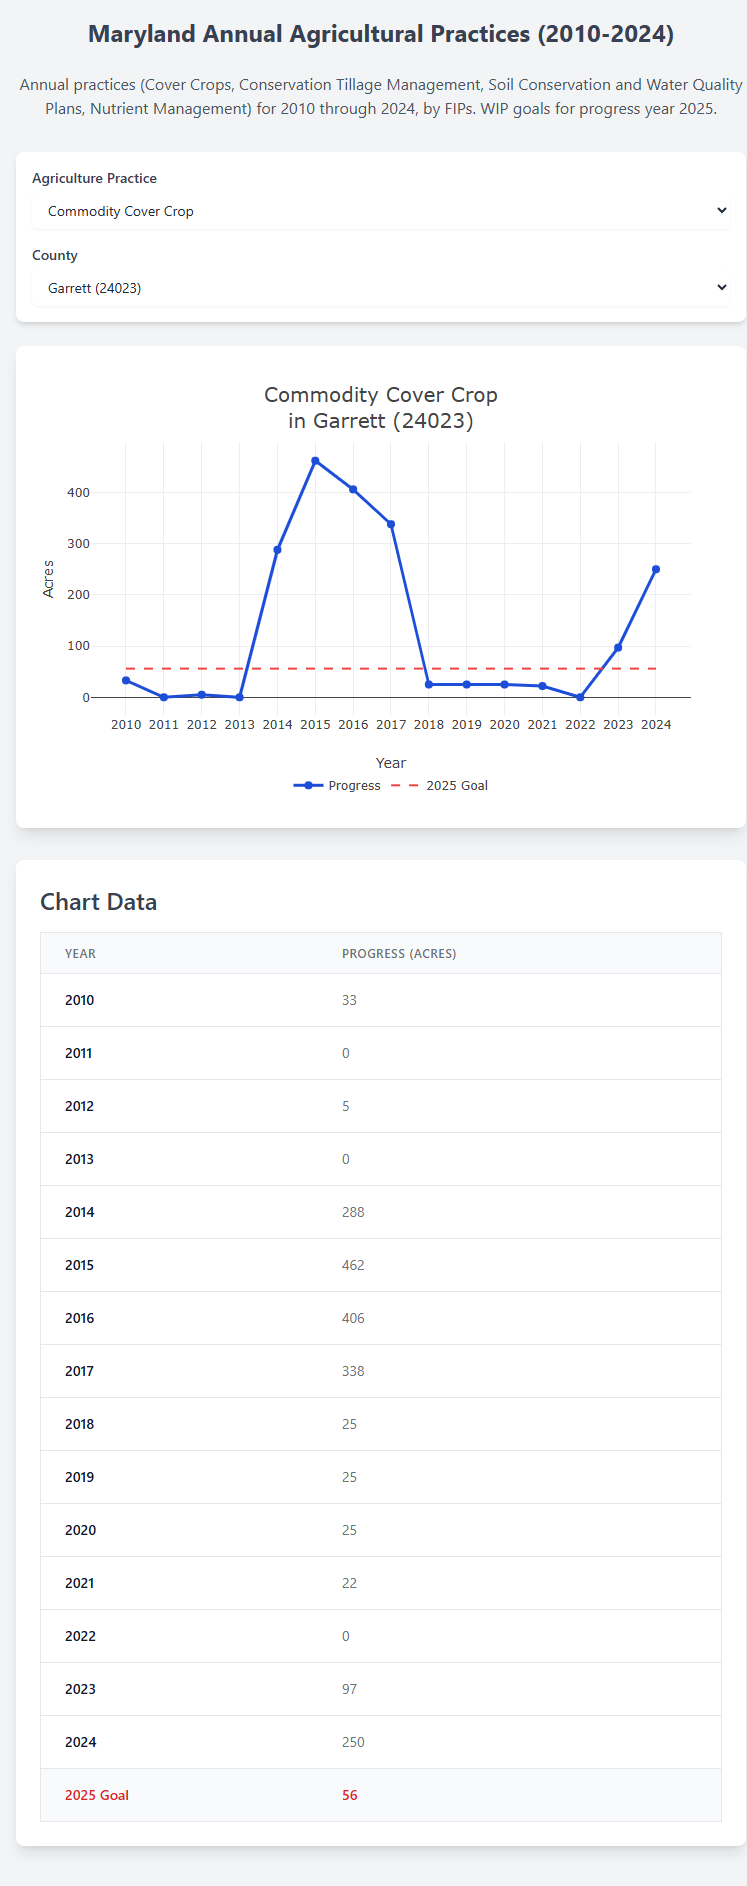 Maryland Annual Agricultural Practices (2010-2024)
Annual practices (Cover Crops, Conservation Tillage Management, Soil Conservation and Water Quality
Plans, Nutrient Management) for 2010 through 2024, by FIPs. WIP goals for progress year 2025.
Agriculture Practice
Commodity Cover Crop
County
Garrett (24023)
Commodity Cover Crop
in Garrett (24023)
400
300
200
100
0
Acres
2010 2011 2012 2013 2014 2015 2016 2017 2018 2019 2020 2021 2022 2023 2024
Year
Progress 2025 Goal
Chart Data
YEAR PROGRESS (ACRES)
2010 33
2011 0
2012 5
2013 0
2014 288
2015 462
2016 406
2017 338
2018 25
2019 25
2020 25
2021 22
2022 0
2023 97
2024 250
2025 Goal 56